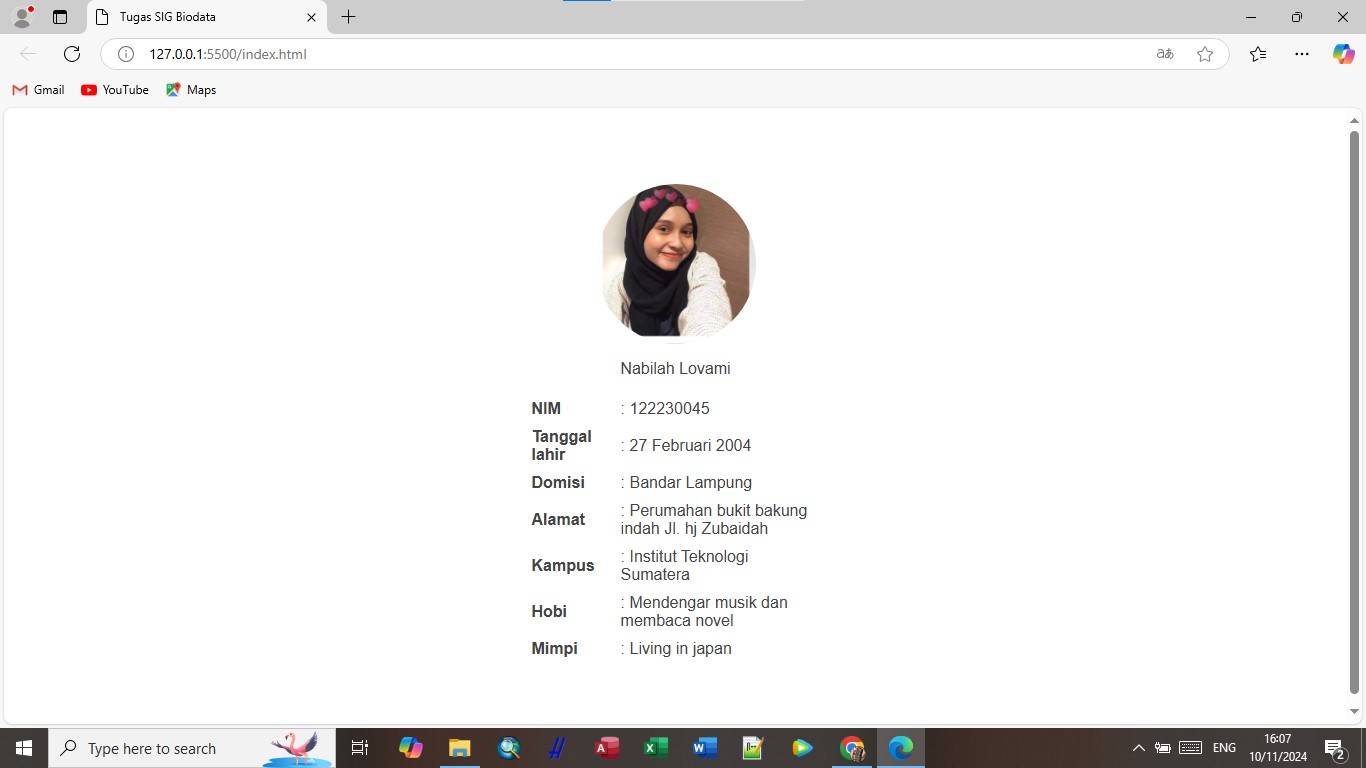 Tugas SIG Biodata
127.0.0.1:5500/index.html
aあ
Gmail
YouTube
Maps
Nabilah Lovami
NIM : 122230045
Tanggal lahir : 27 Februari 2004
Domisi : Bandar Lampung
Alamat : Perumahan bukit bakung
indah Jl. hj Zubaidah
Kampus : Institut Teknologi
Sumatera
Hobi : Mendengar musik dan
membaca novel
Mimpi : Living in japan
Type here to search
ENG
16:07
10/11/2024
2